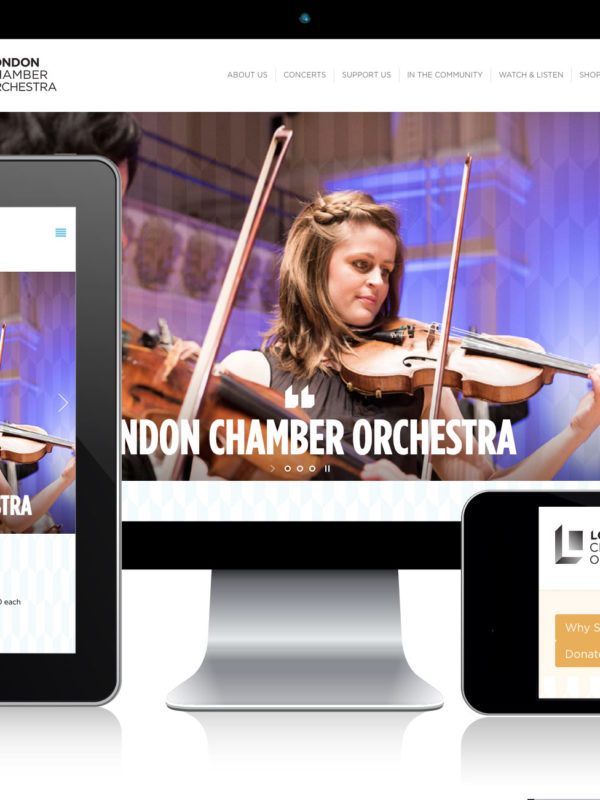 ONDON
HAMBER
RCHESTRA
ABOUT US
CONCERTS
SUPPORT US
IN THE COMMUNITY
WATCH & LISTEN
SHOP
“
NDON CHAMBER ORCHESTRA
STRA
0 each
LO
C
O
Why S
Donate